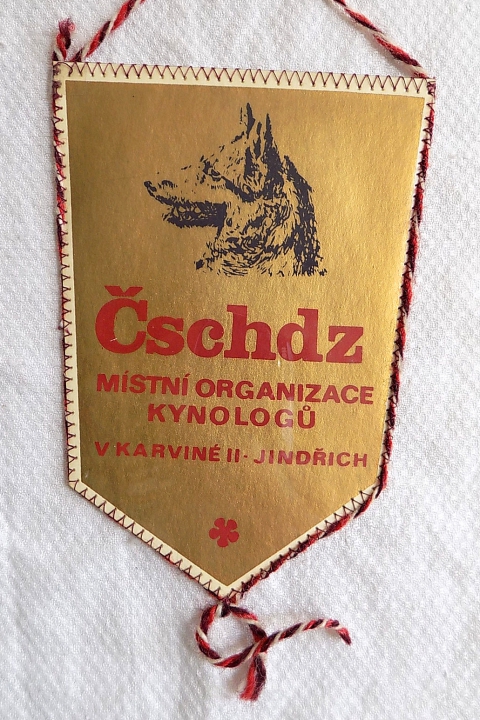 Čschdz
MÍSTNÍ ORGANIZACE
KYNOLOGŮ
V KARVINÉ II - JINDŘICH